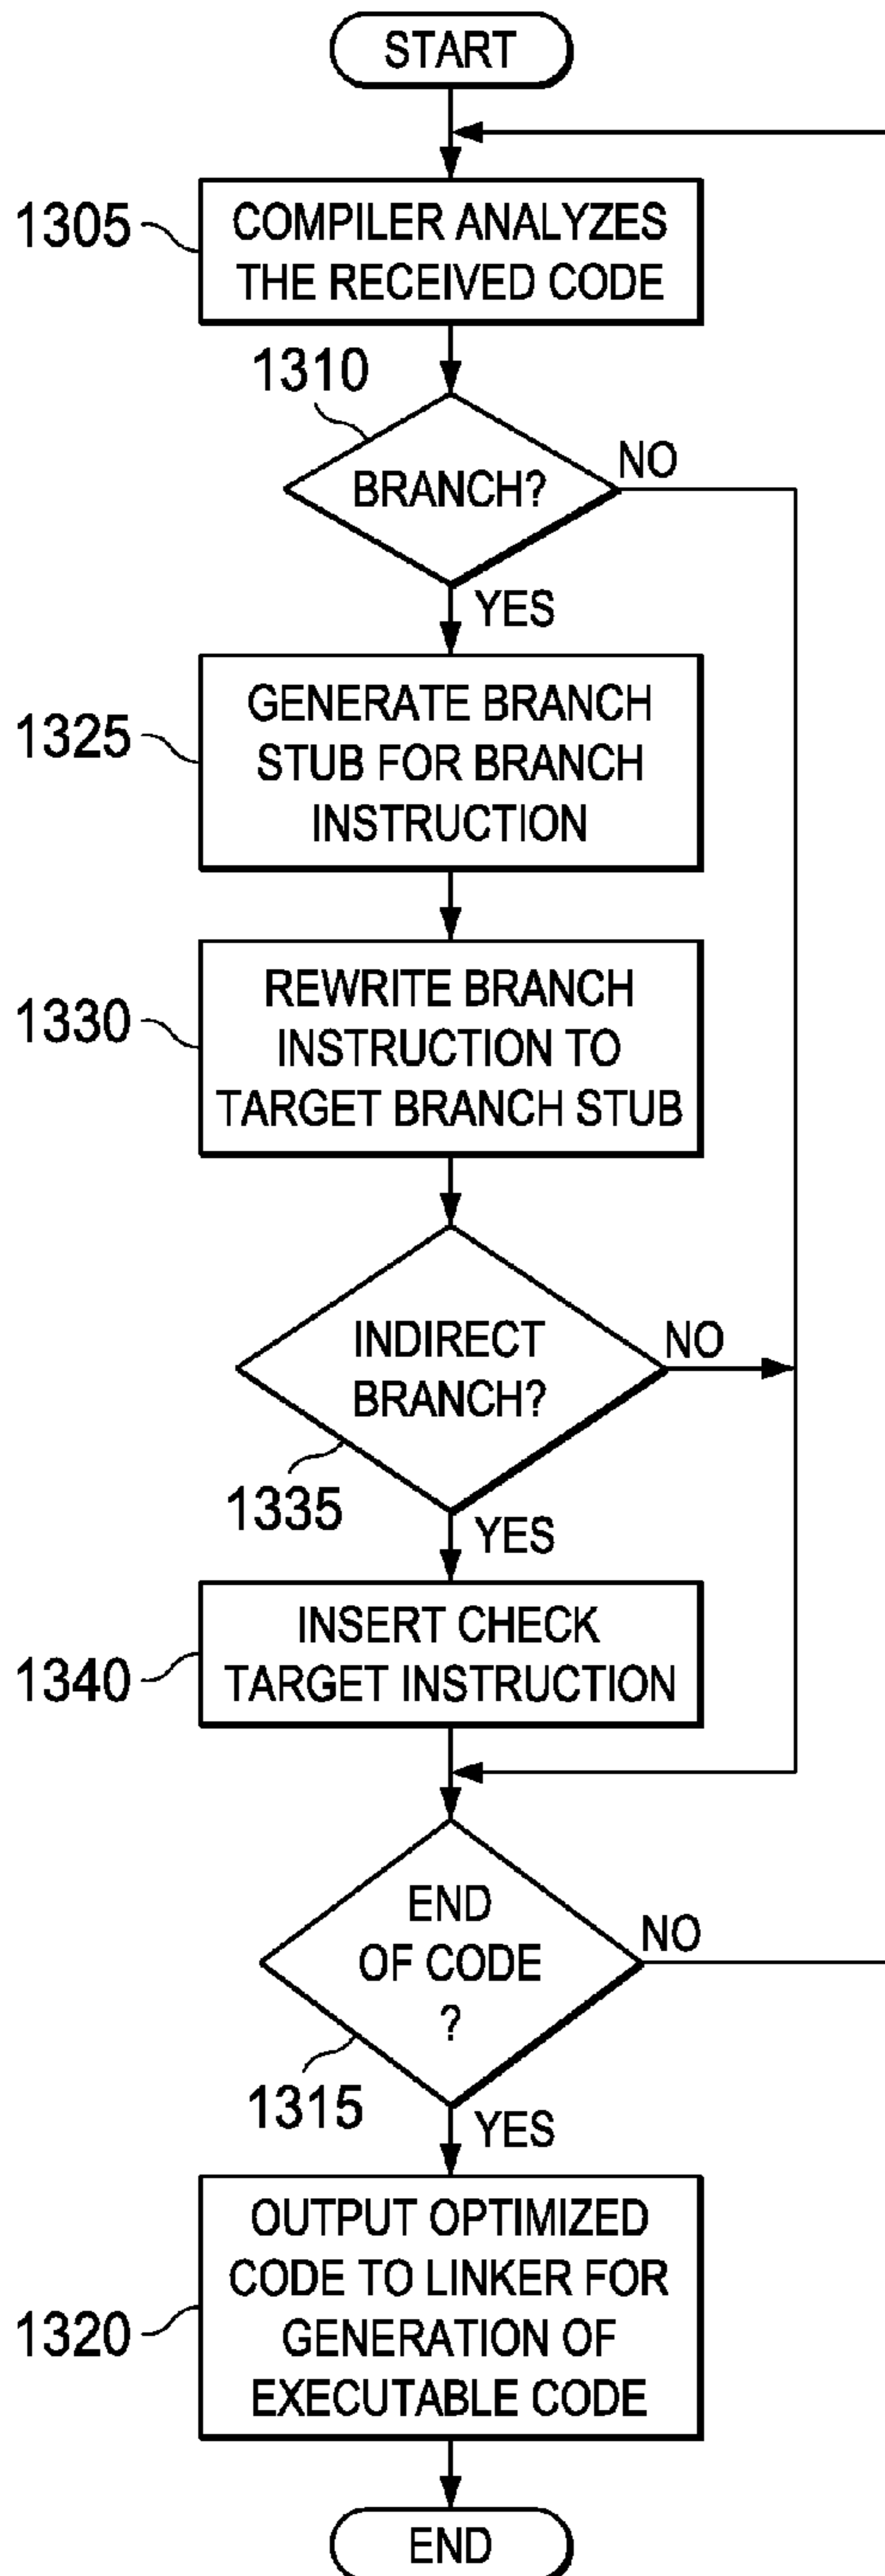 START
1305
COMPILER ANALYZES
THE RECEIVED CODE
1310
BRANCH?
NO
YES
1325
GENERATE BRANCH
STUB FOR BRANCH
INSTRUCTION
1330
REWRITE BRANCH
INSTRUCTION TO
TARGET BRANCH STUB
INDIRECT
BRANCH?
NO
1335
YES
1340
INSERT CHECK
TARGET INSTRUCTION
END
OF CODE
?
NO
1315
YES
1320
OUTPUT OPTIMIZED
CODE TO LINKER FOR
GENERATION OF
EXECUTABLE CODE
END